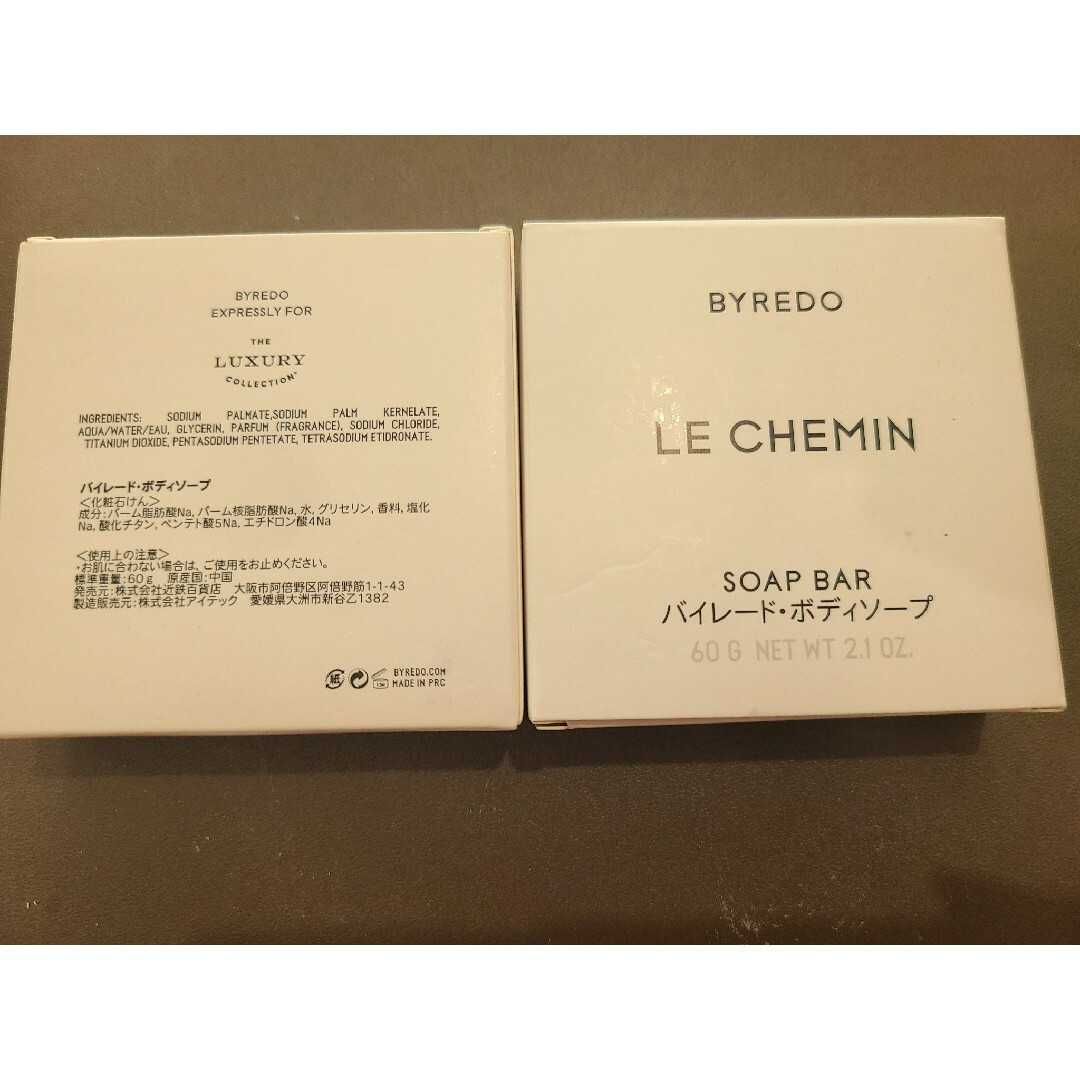 BYREDO
EXPRESSLY FOR
THE
LUXURY
COLLECTION
INGREDIENTS: SODIUM PALMATE,SODIUM PALM KERNELATE,
AQUA/WATER/EAU, GLYCERIN, PARFUM (FRAGRANCE), SODIUM CHLORIDE,
TITANIUM DIOXIDE, PENTASODIUM PENTETATE, TETRASODIUM ETIDRONATE.
バイレード・ボディソープ
＜化粧石けん＞
成分:パーム脂肪酸Na, パーム核脂肪酸Na, 水, グリセリン, 香料, 塩化
Na, 酸化チタン, ペンテト酸5Na, エチドロン酸4Na
＜使用上の注意＞
・お肌に合わない場合は、ご使用をお止めください。
標準重量:60g 原産国:中国
発売元:株式会社近鉄百貨店 大阪市阿倍野区阿倍野筋1-1-43
製造販売元:株式会社アイテック 愛媛県大洲市新谷乙1382
紙
BYREDO.COM
MADE IN PRC
BYREDO
LE CHEMIN
SOAP BAR
バイレード・ボディソープ
60 G NET WT 2.1 OZ.